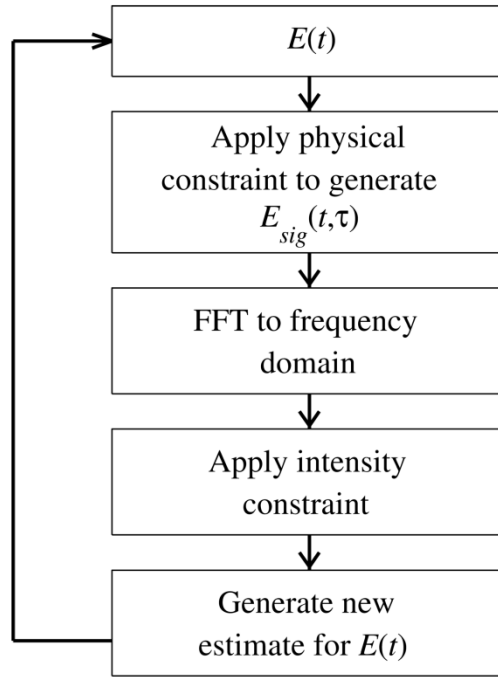 E(t)
Apply physical
constraint to generate
E_sig(t,τ)
FFT to frequency
domain
Apply intensity
constraint
Generate new
estimate for E(t)